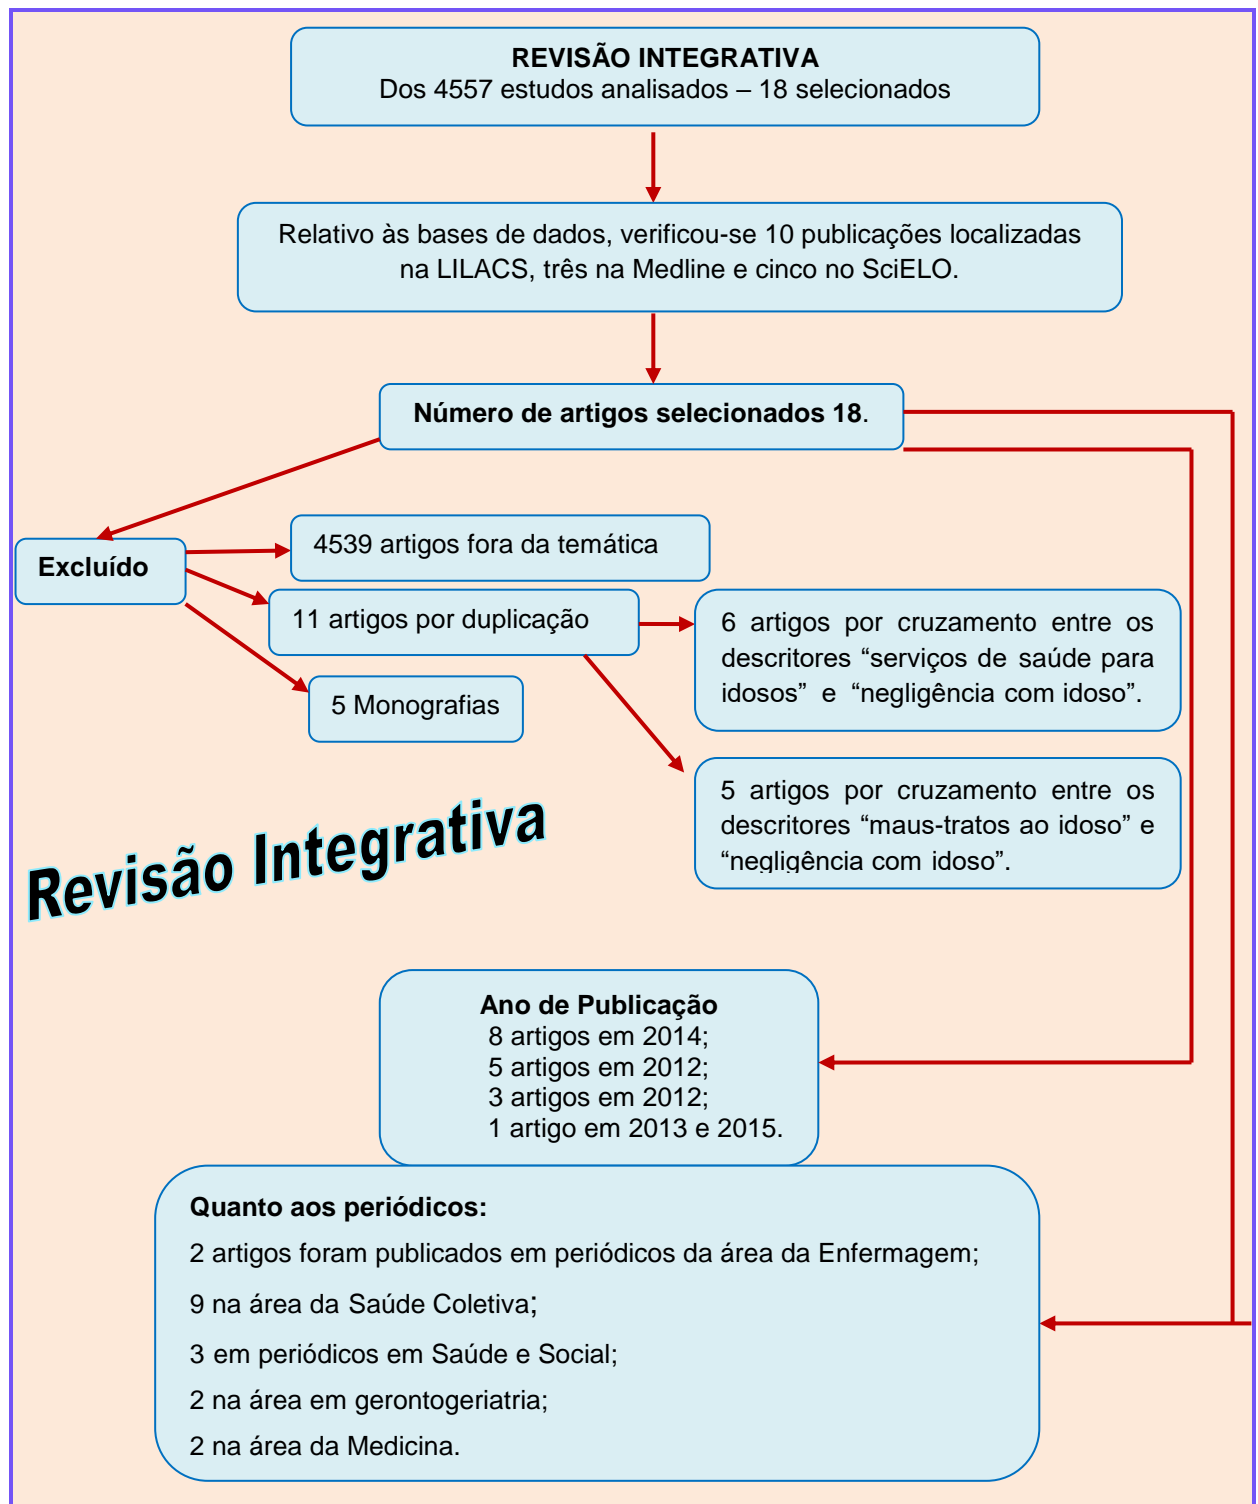 REVISÃO INTEGRATIVA
Dos 4557 estudos analisados – 18 selecionados
Relativo às bases de dados, verificou-se 10 publicações localizadas
na LILACS, três na Medline e cinco no SciELO.
Número de artigos selecionados 18.
Excluído
4539 artigos fora da temática
11 artigos por duplicação
5 Monografias
6 artigos por cruzamento entre os
descritores “serviços de saúde para
idosos” e “negligência com idoso”.
5 artigos por cruzamento entre os
descritores “maus-tratos ao idoso” e
“negligência com idoso”.
Revisão Integrativa
Ano de Publicação
8 artigos em 2014;
5 artigos em 2012;
3 artigos em 2012;
1 artigo em 2013 e 2015.
Quanto aos periódicos:
2 artigos foram publicados em periódicos da área da Enfermagem;
9 na área da Saúde Coletiva;
3 em periódicos em Saúde e Social;
2 na área em gerontogeriatria;
2 na área da Medicina.